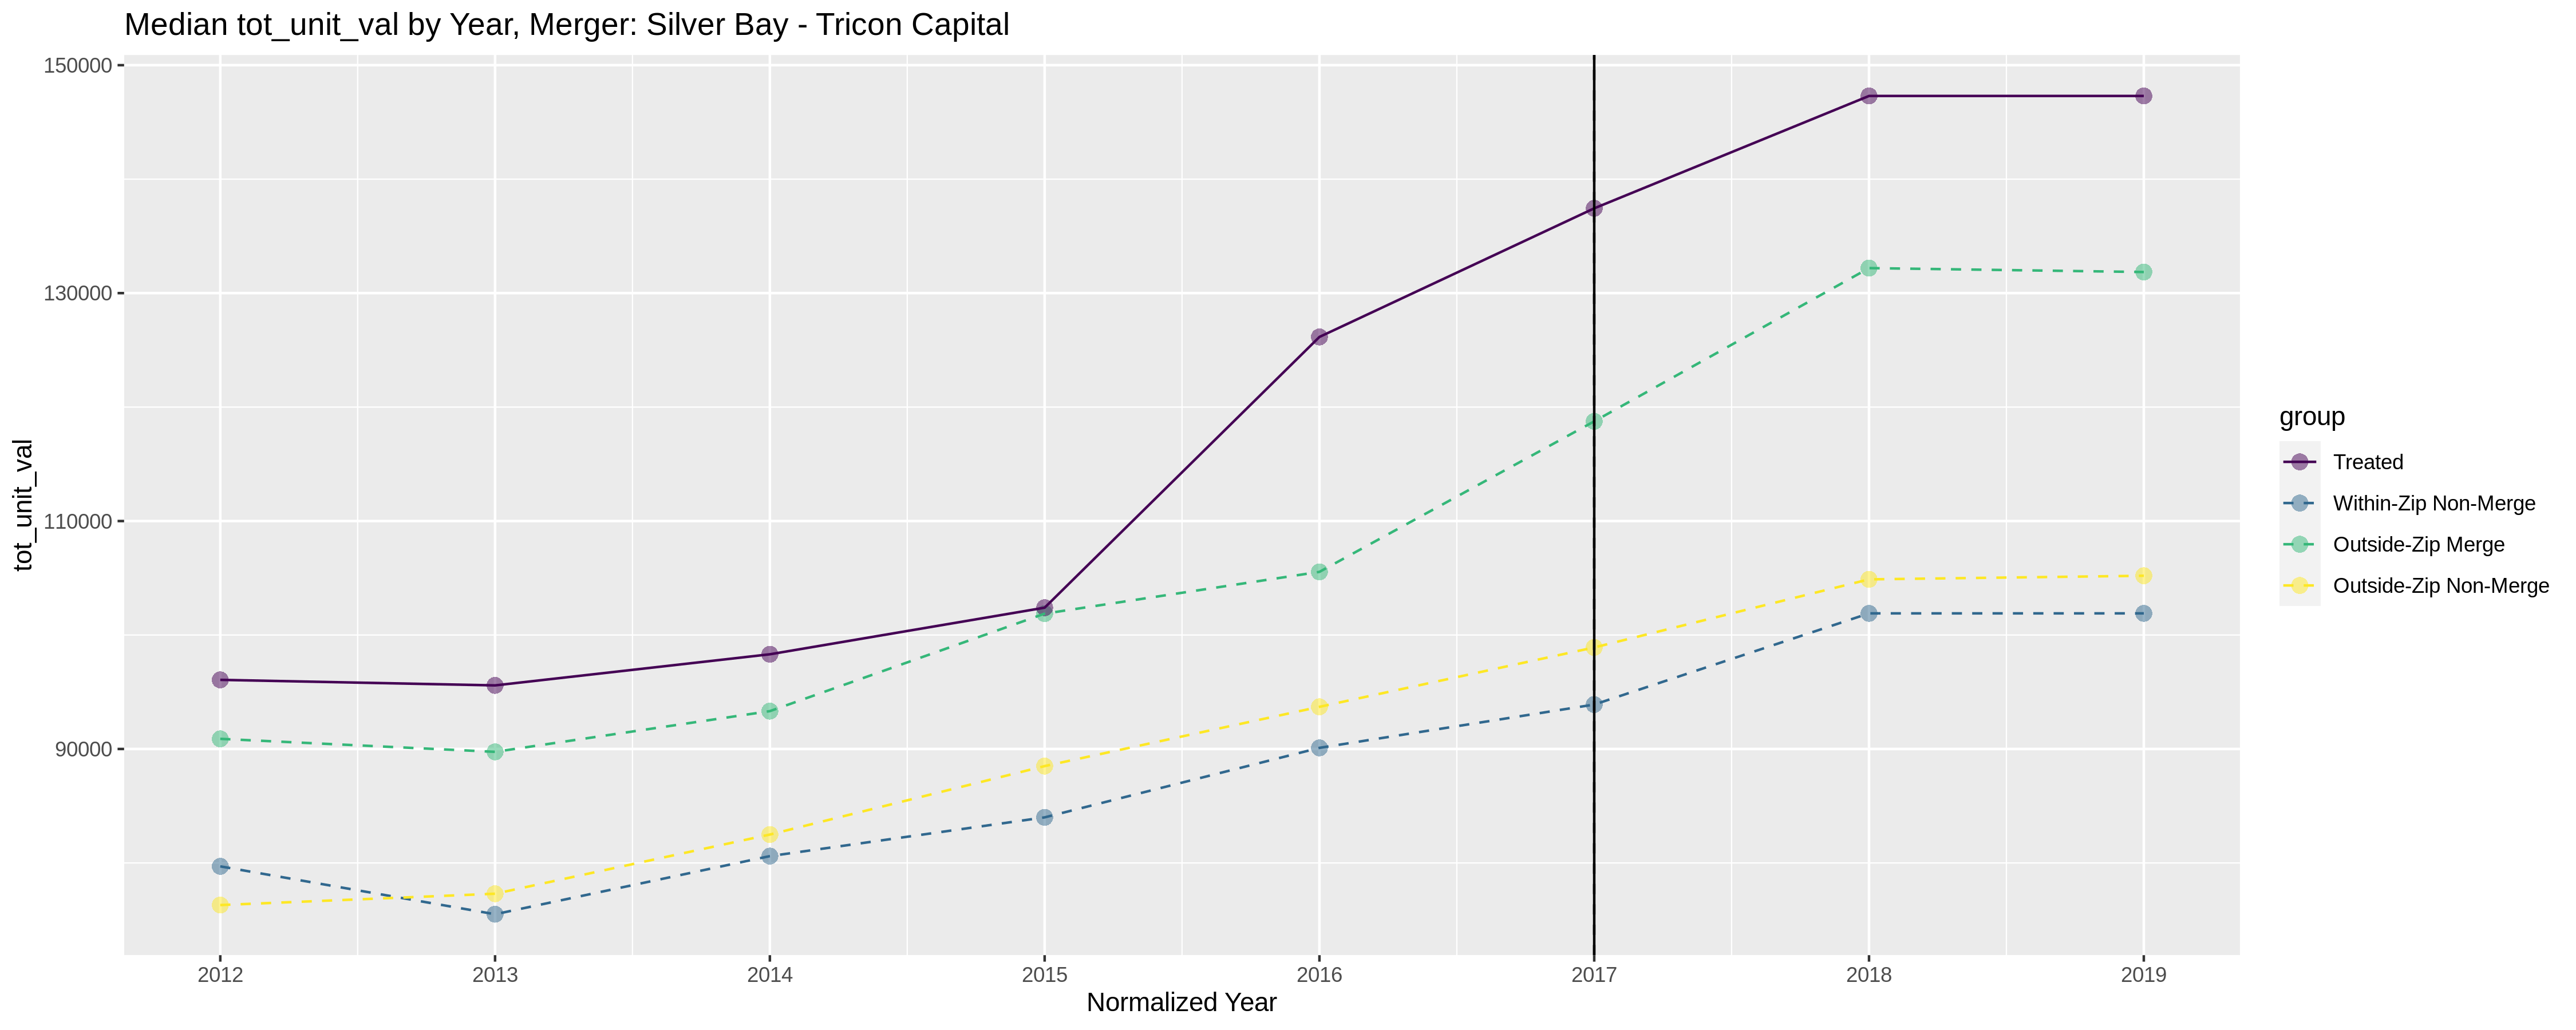 Median tot_unit_val by Year, Merger: Silver Bay - Tricon Capital
150000
130000
110000
90000
tot_unit_val
2012 2013 2014 2015 2016 2017 2018 2019
Normalized Year
group
Treated
Within-Zip Non-Merge
Outside-Zip Merge
Outside-Zip Non-Merge